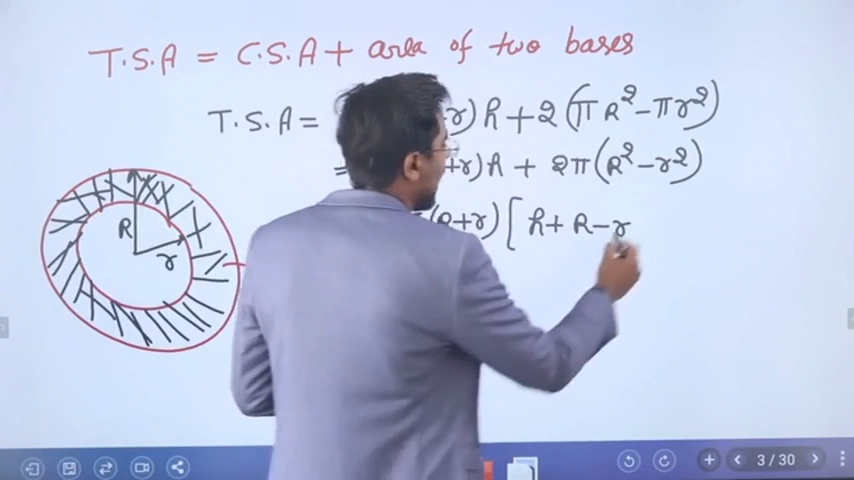 T.S.A = C.S.A + area of two bases
T.S.A = r) h + 2 (πR² - πr²)
= +r) h + 2π (R² - r²)
(R+r) [ h + R - r
R
r
3 / 30